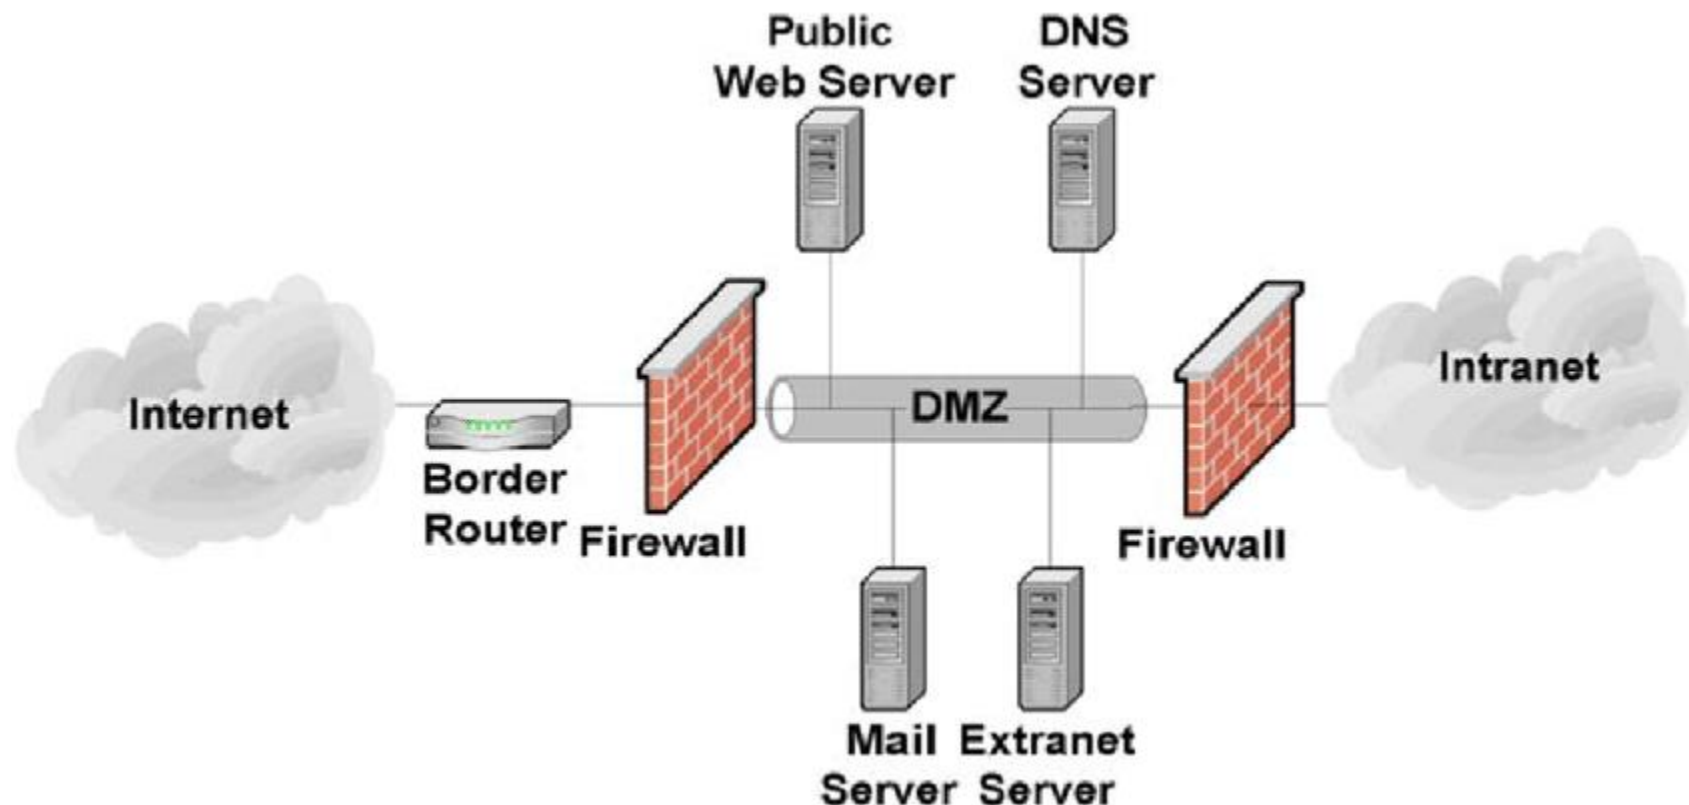 Public
Web Server
DNS
Server
Internet
Border
Router
Firewall
DMZ
Firewall
Intranet
Mail
Server
Extranet
Server